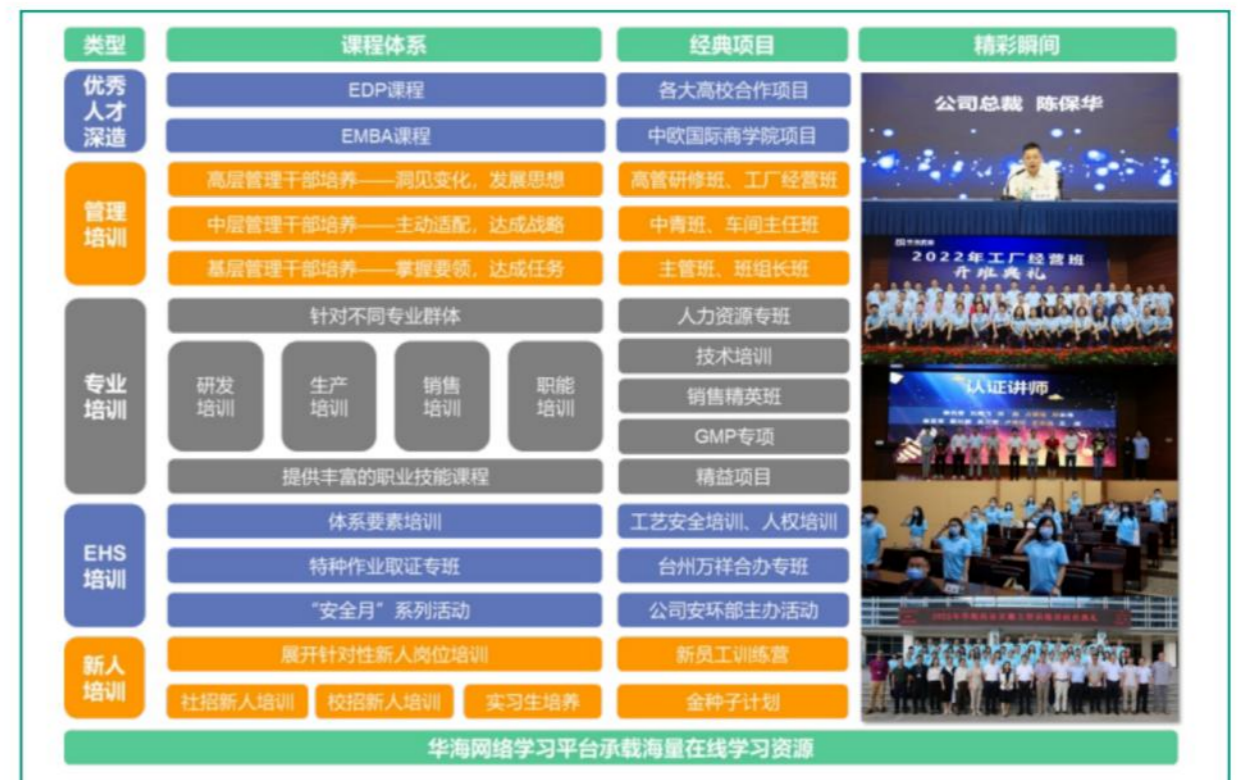 类型
课程体系
经典项目
精彩瞬间
优秀
人才
深造
EDP课程
各大高校合作项目
EMBA课程
中欧国际商学院项目
管理
培训
高层管理干部培养——洞见变化，发展思想
高管研修班、工厂经营班
中层管理干部培养——主动适配，达成战略
中青班、车间主任班
基层管理干部培养——掌握要领，达成任务
主管班、班组长班
专业
培训
针对不同专业群体
人力资源专班
研发
培训
生产
培训
销售
培训
职能
培训
技术培训
销售精英班
GMP专项
提供丰富的职业技能课程
精益项目
EHS
培训
体系要素培训
工艺安全培训、人权培训
特种作业取证专班
台州万祥合办专班
“安全月”系列活动
公司安环部主办活动
新人
培训
展开针对性新人岗位培训
新员工训练营
社招新人培训
校招新人培训
实习生培养
金种子计划
公司总裁 陈保华
2022年工厂经营班
开班典礼
认证讲师
华海网络学习平台承载海量在线学习资源